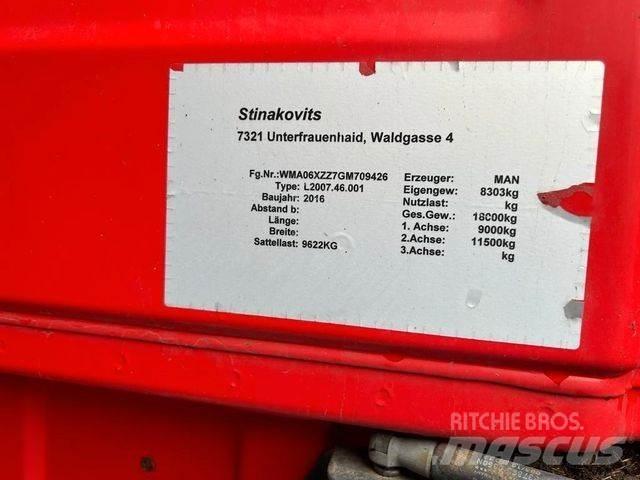 Stinakovits
7321 Unterfrauenhaid, Waldgasse 4
Fg.Nr.:WMA06XZZ7GM709426
Type: L2007.46.001
Baujahr: 2016
Abstand b:
Länge:
Breite:
Sattellast: 9622KG
Erzeuger: MAN
Eigengew: 8303kg
Nutzlast: kg
Ges.Gew.: 18000kg
1. Achse: 9000kg
2.Achse: 11500kg
3.Achse: kg
RITCHIE BROS.
mascus